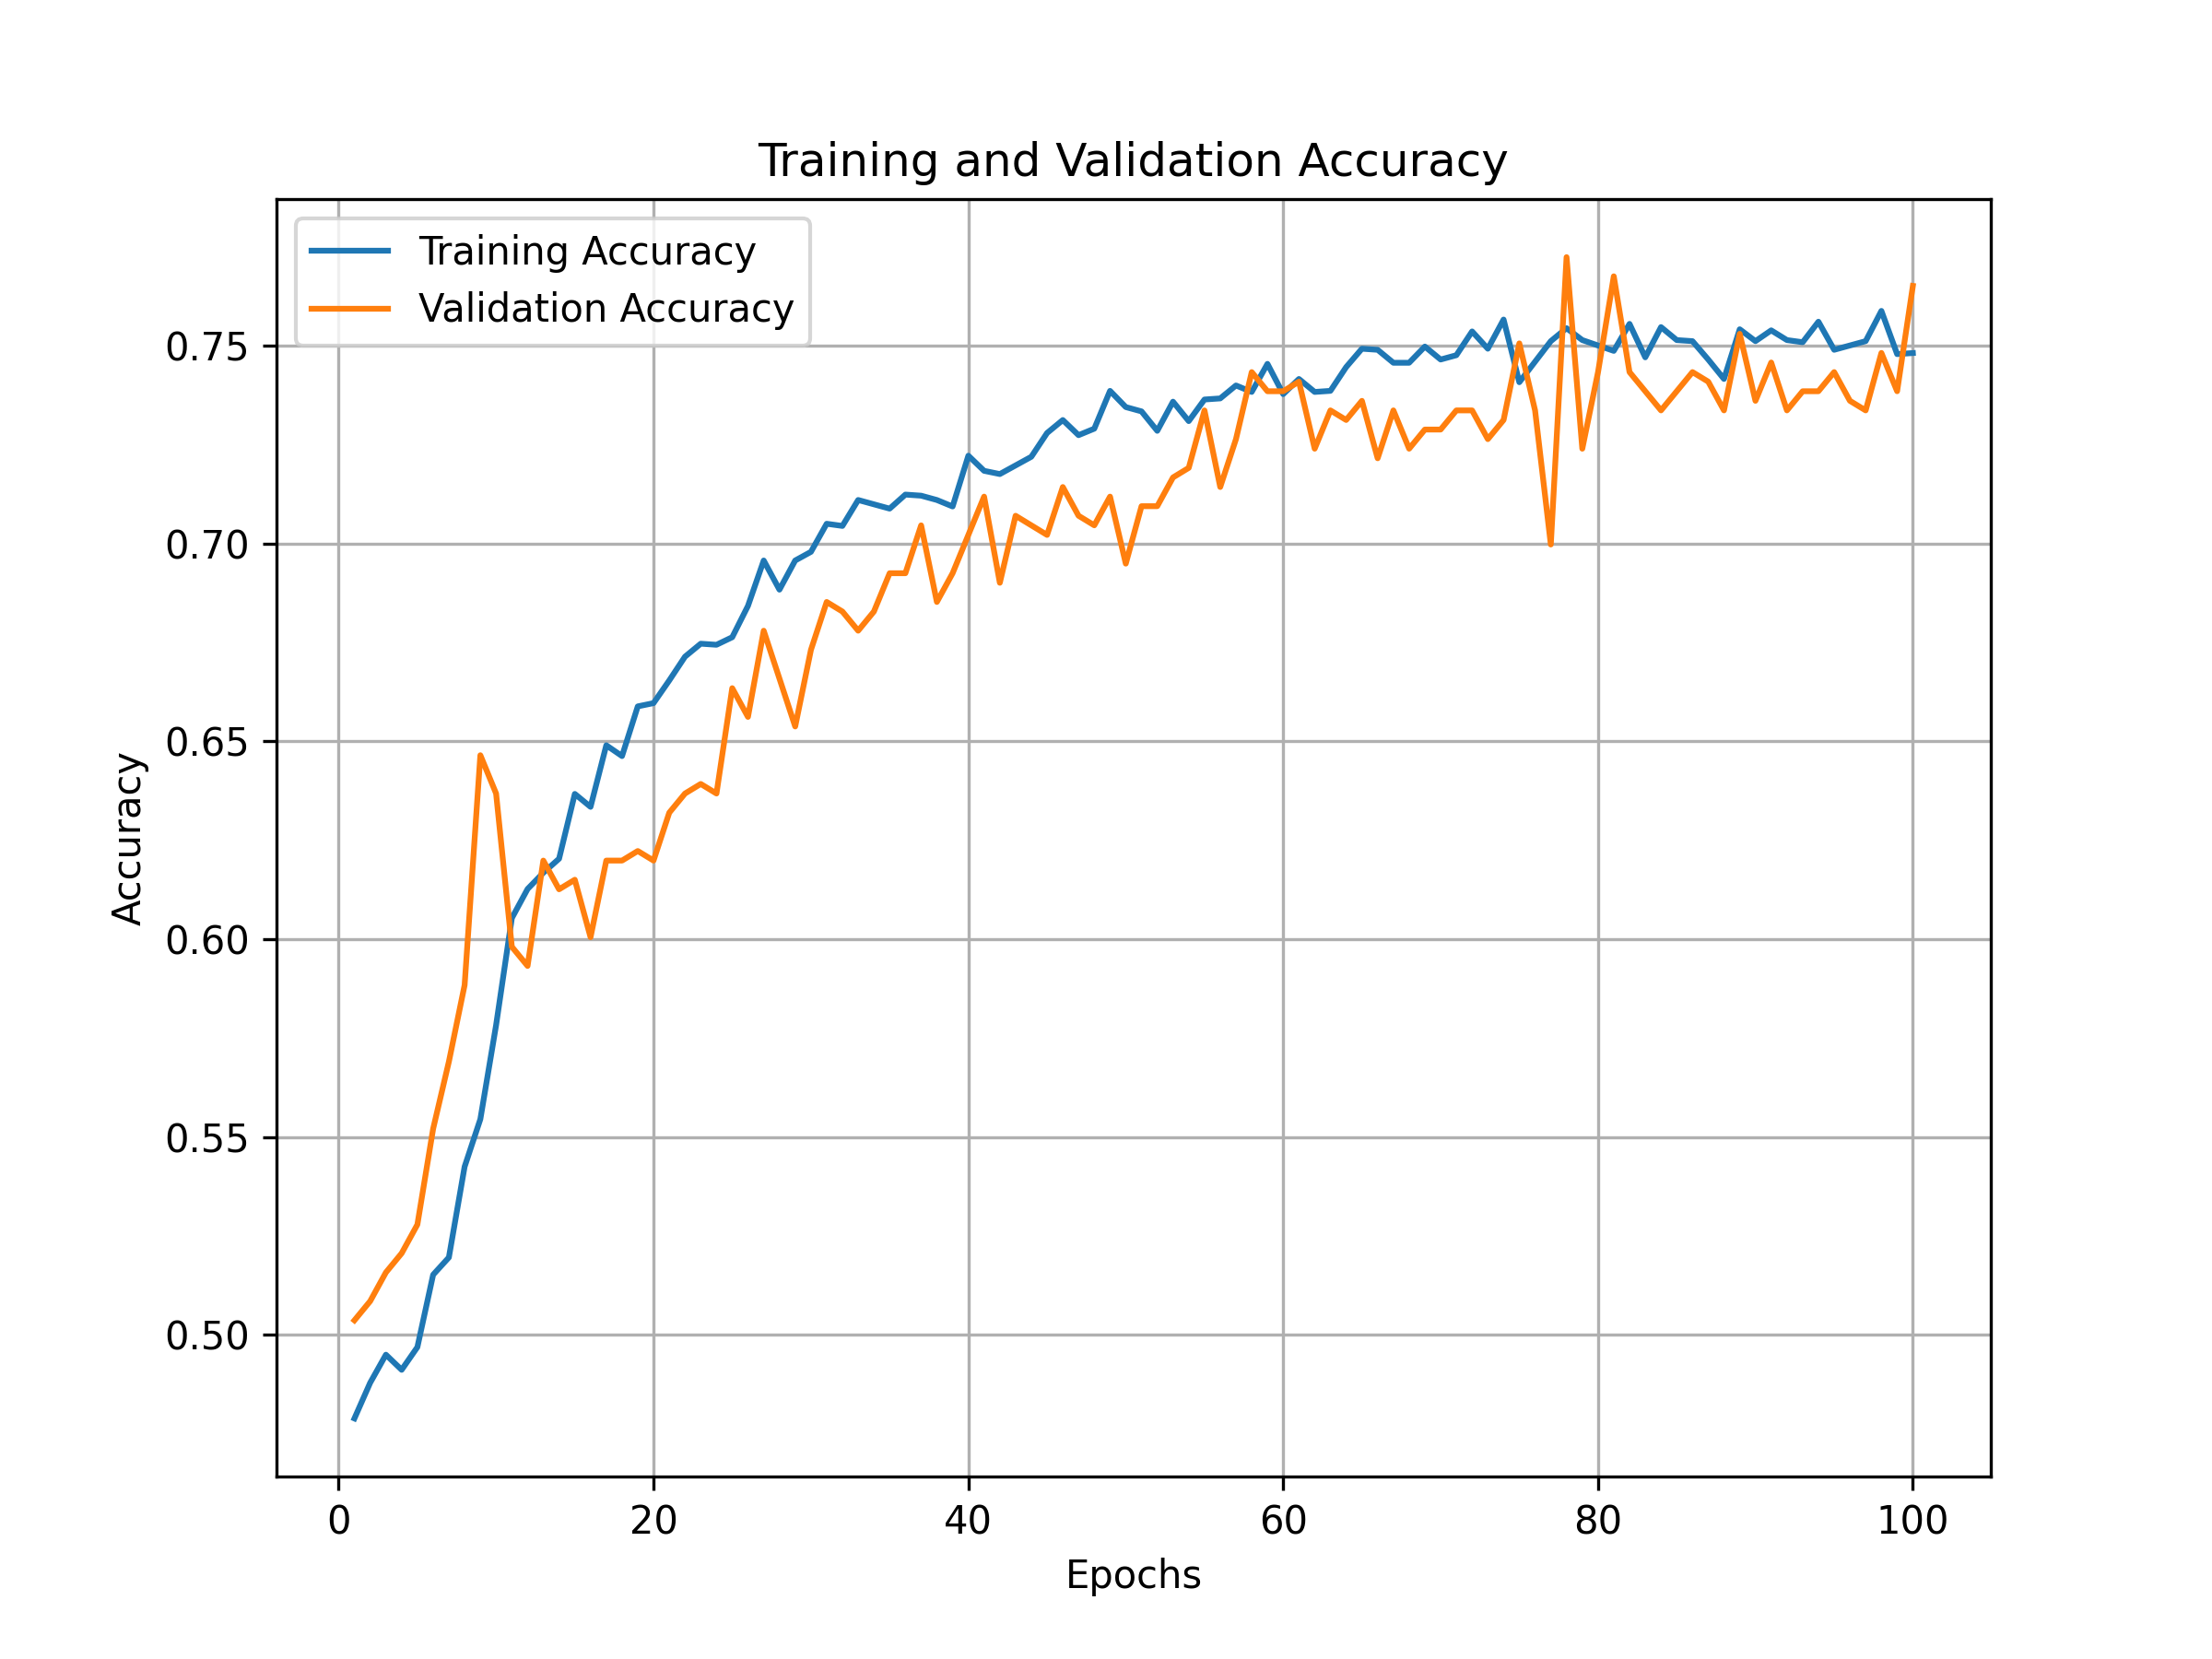 Training and Validation Accuracy
Training Accuracy
Validation Accuracy
0.75
0.70
0.65
0.60
0.55
0.50
Accuracy
0 20 40 60 80 100
Epochs